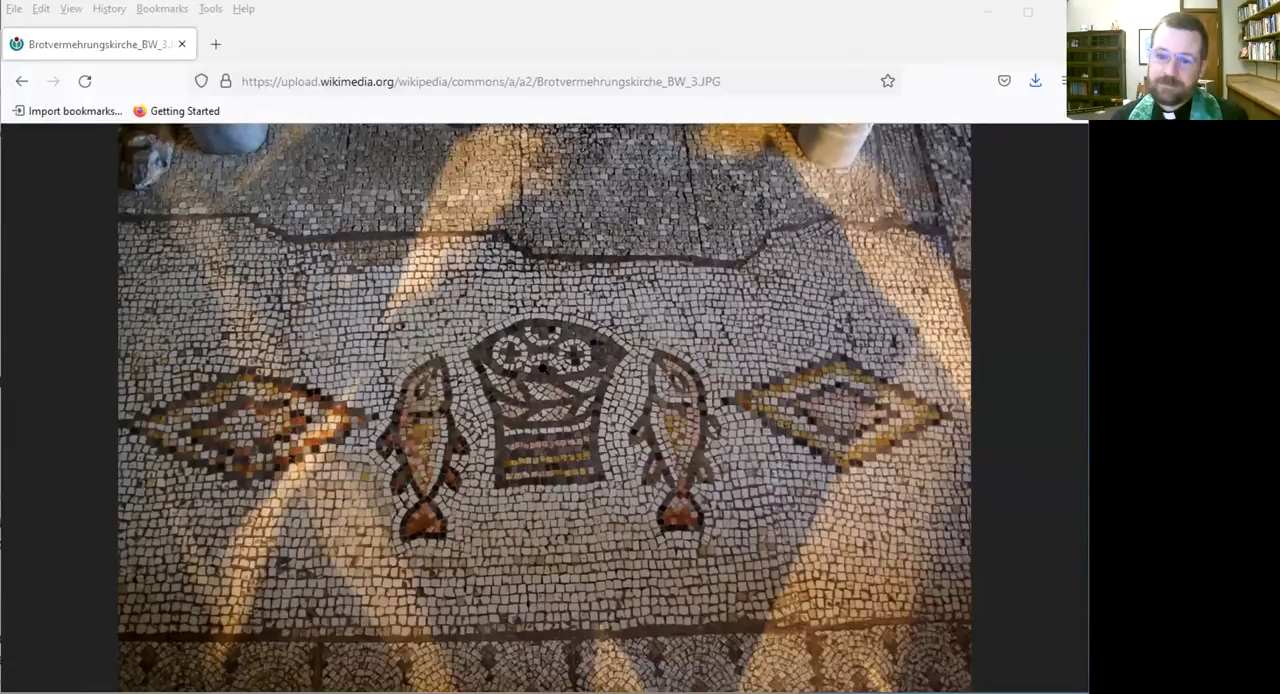 File Edit View History Bookmarks Tools Help
Brotvermehrungskirche_BW_3.J
https://upload.wikimedia.org/wikipedia/commons/a/a2/Brotvermehrungskirche_BW_3.JPG
Import bookmarks... Getting Started